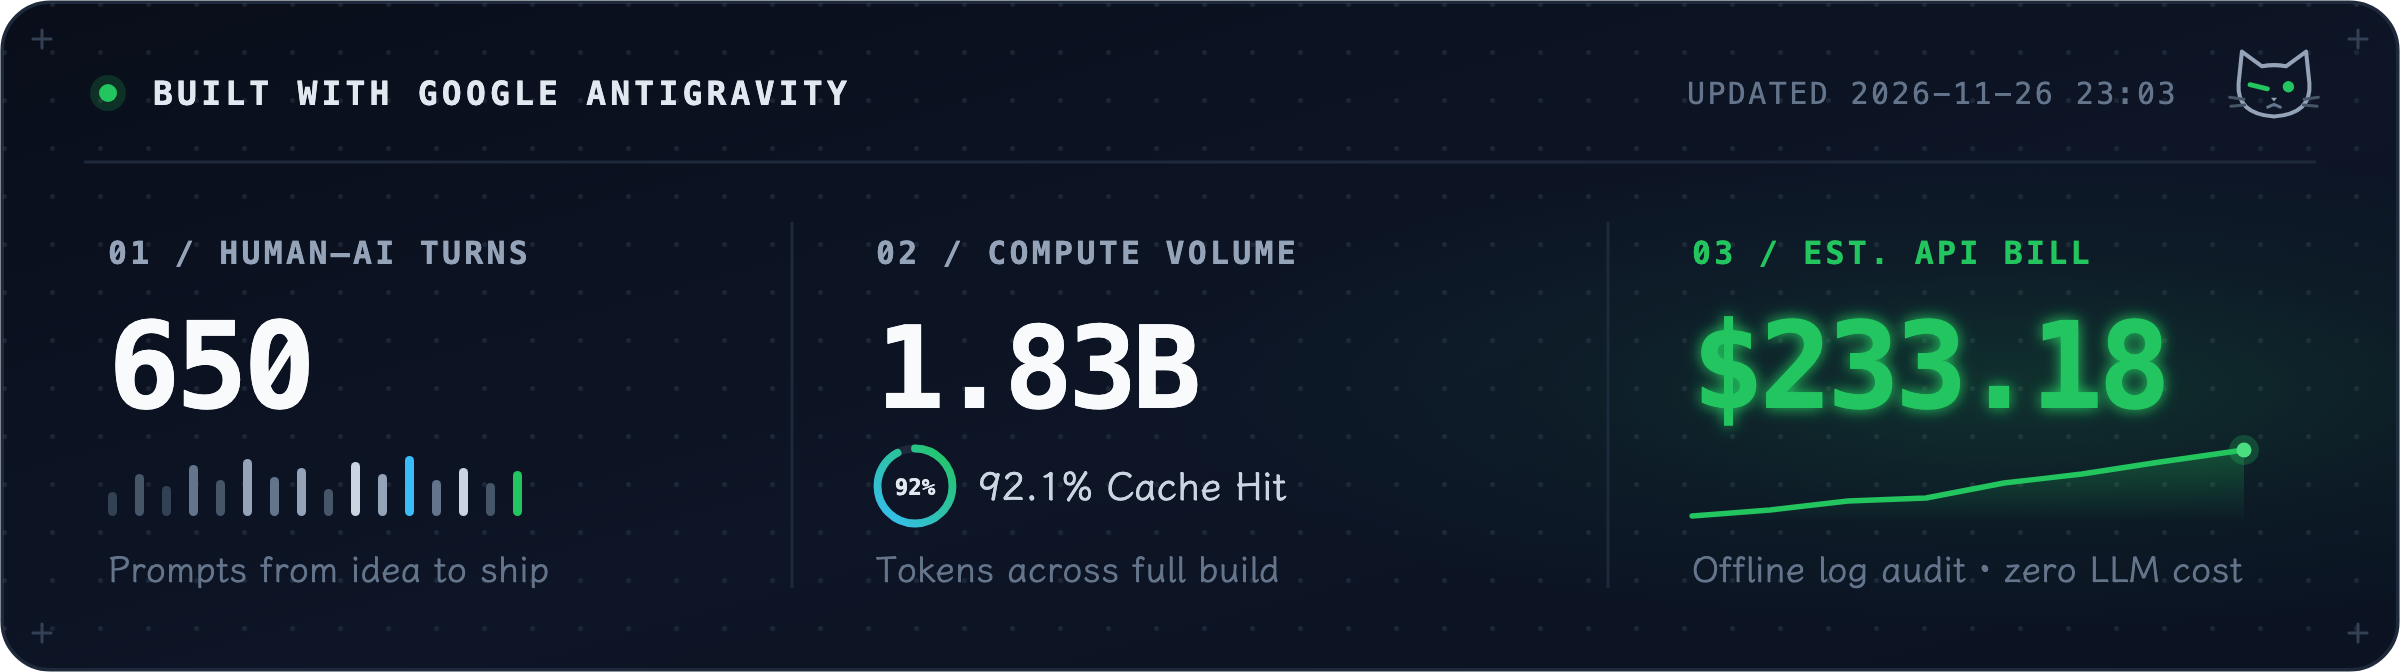 BUILT WITH GOOGLE ANTIGRAVITY
UPDATED 2026-11-26 23:03
01 / HUMAN-AI TURNS
650
Prompts from idea to ship
02 / COMPUTE VOLUME
1.83B
92%
92.1% Cache Hit
Tokens across full build
03 / EST. API BILL
$233.18
Offline log audit • zero LLM cost